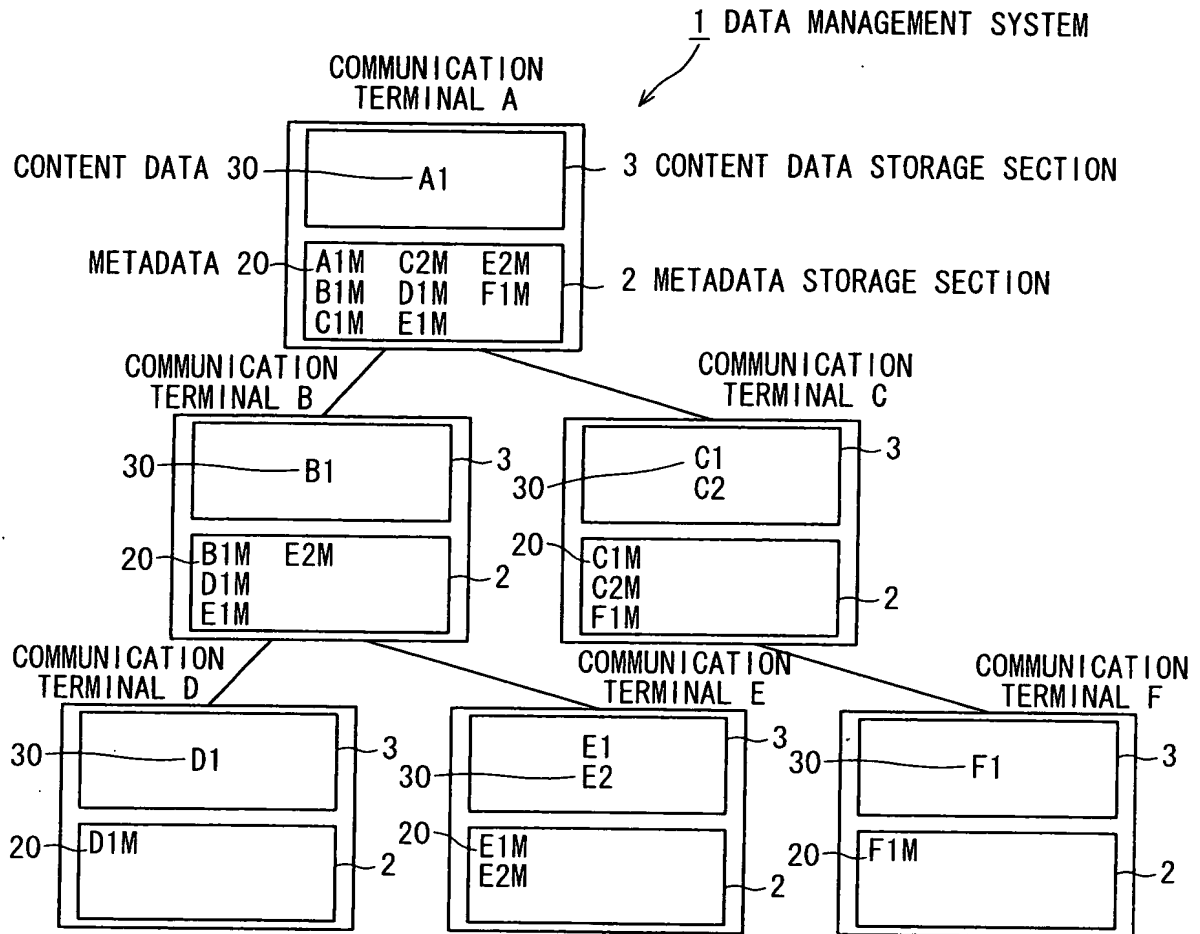 1 DATA MANAGEMENT SYSTEM
COMMUNICATION
TERMINAL A
CONTENT DATA 30
A1
3 CONTENT DATA STORAGE SECTION
METADATA 20
A1M C2M E2M
B1M D1M F1M
C1M E1M
2 METADATA STORAGE SECTION
COMMUNICATION
TERMINAL B
30
B1
3
20
B1M E2M
D1M
E1M
2
COMMUNICATION
TERMINAL C
30
C1
C2
3
20
C1M
C2M
F1M
2
COMMUNICATION
TERMINAL D
30
D1
3
20
D1M
2
COMMUNICATION
TERMINAL E
30
E1
E2
3
20
E1M
E2M
2
COMMUNICATION
TERMINAL F
30
F1
3
20
F1M
2